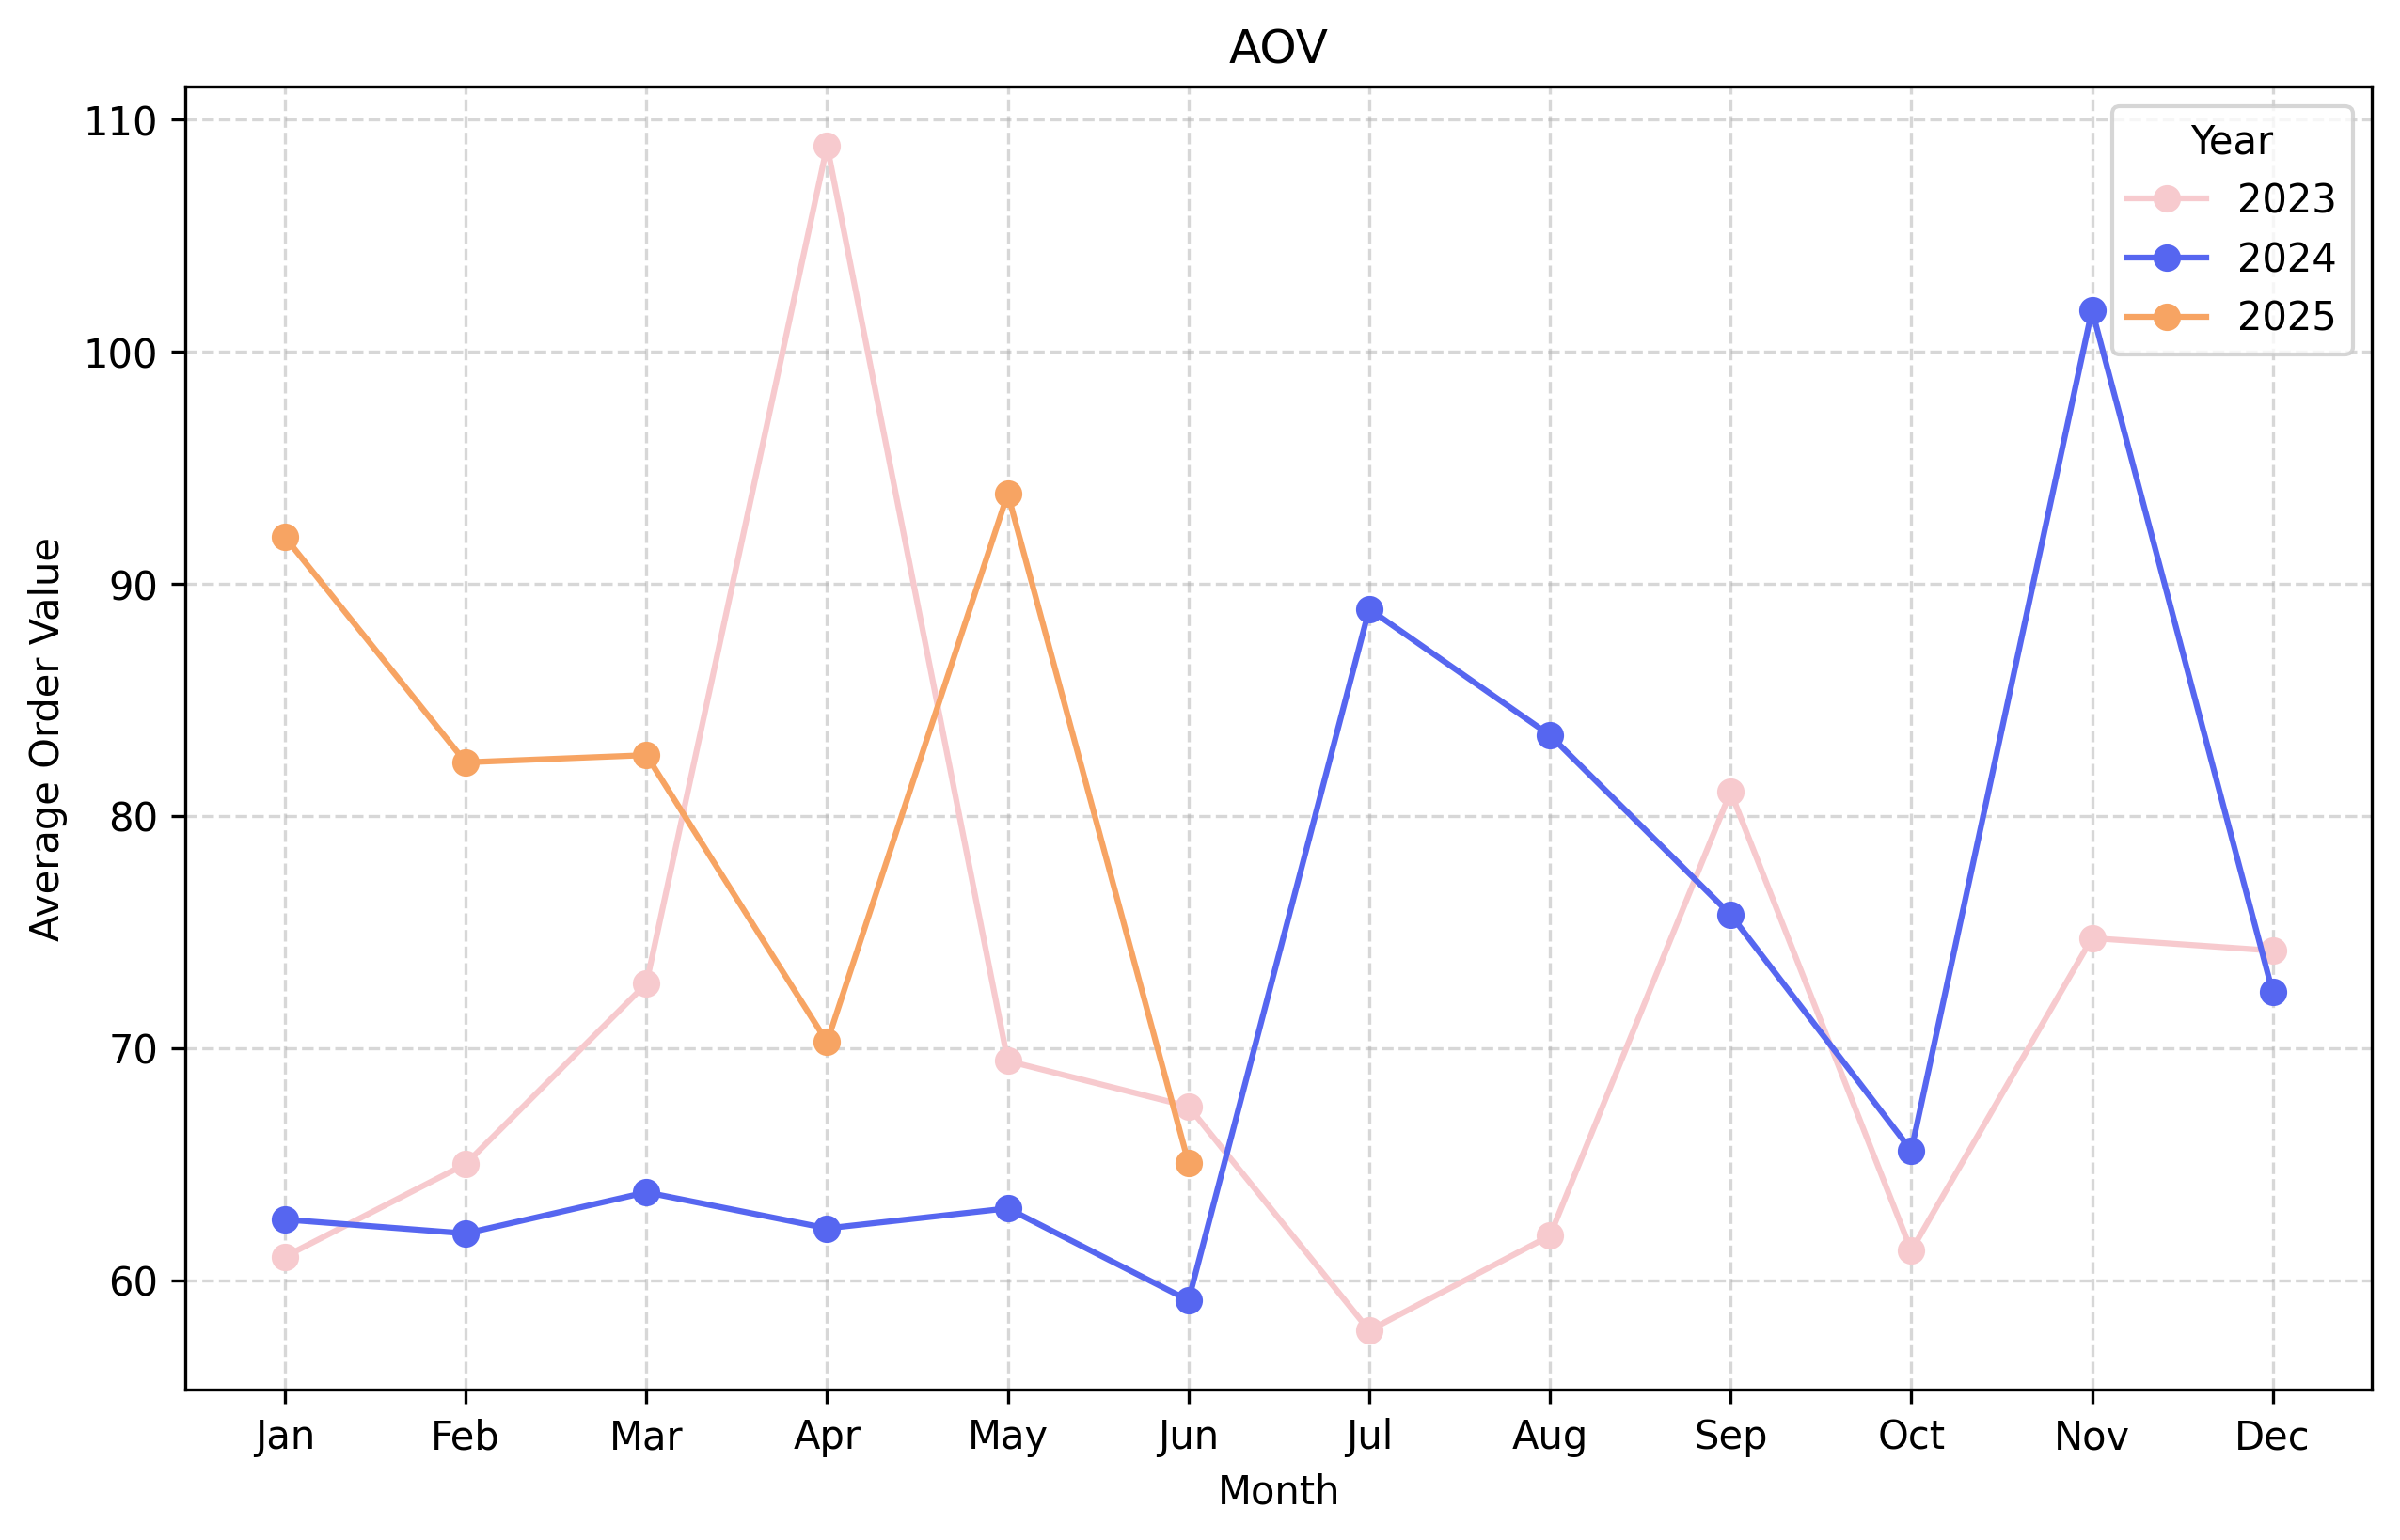 AOV
Average Order Value
110
100
90
80
70
60
Year
2023
2024
2025
Jan Feb Mar Apr May Jun Jul Aug Sep Oct Nov Dec
Month